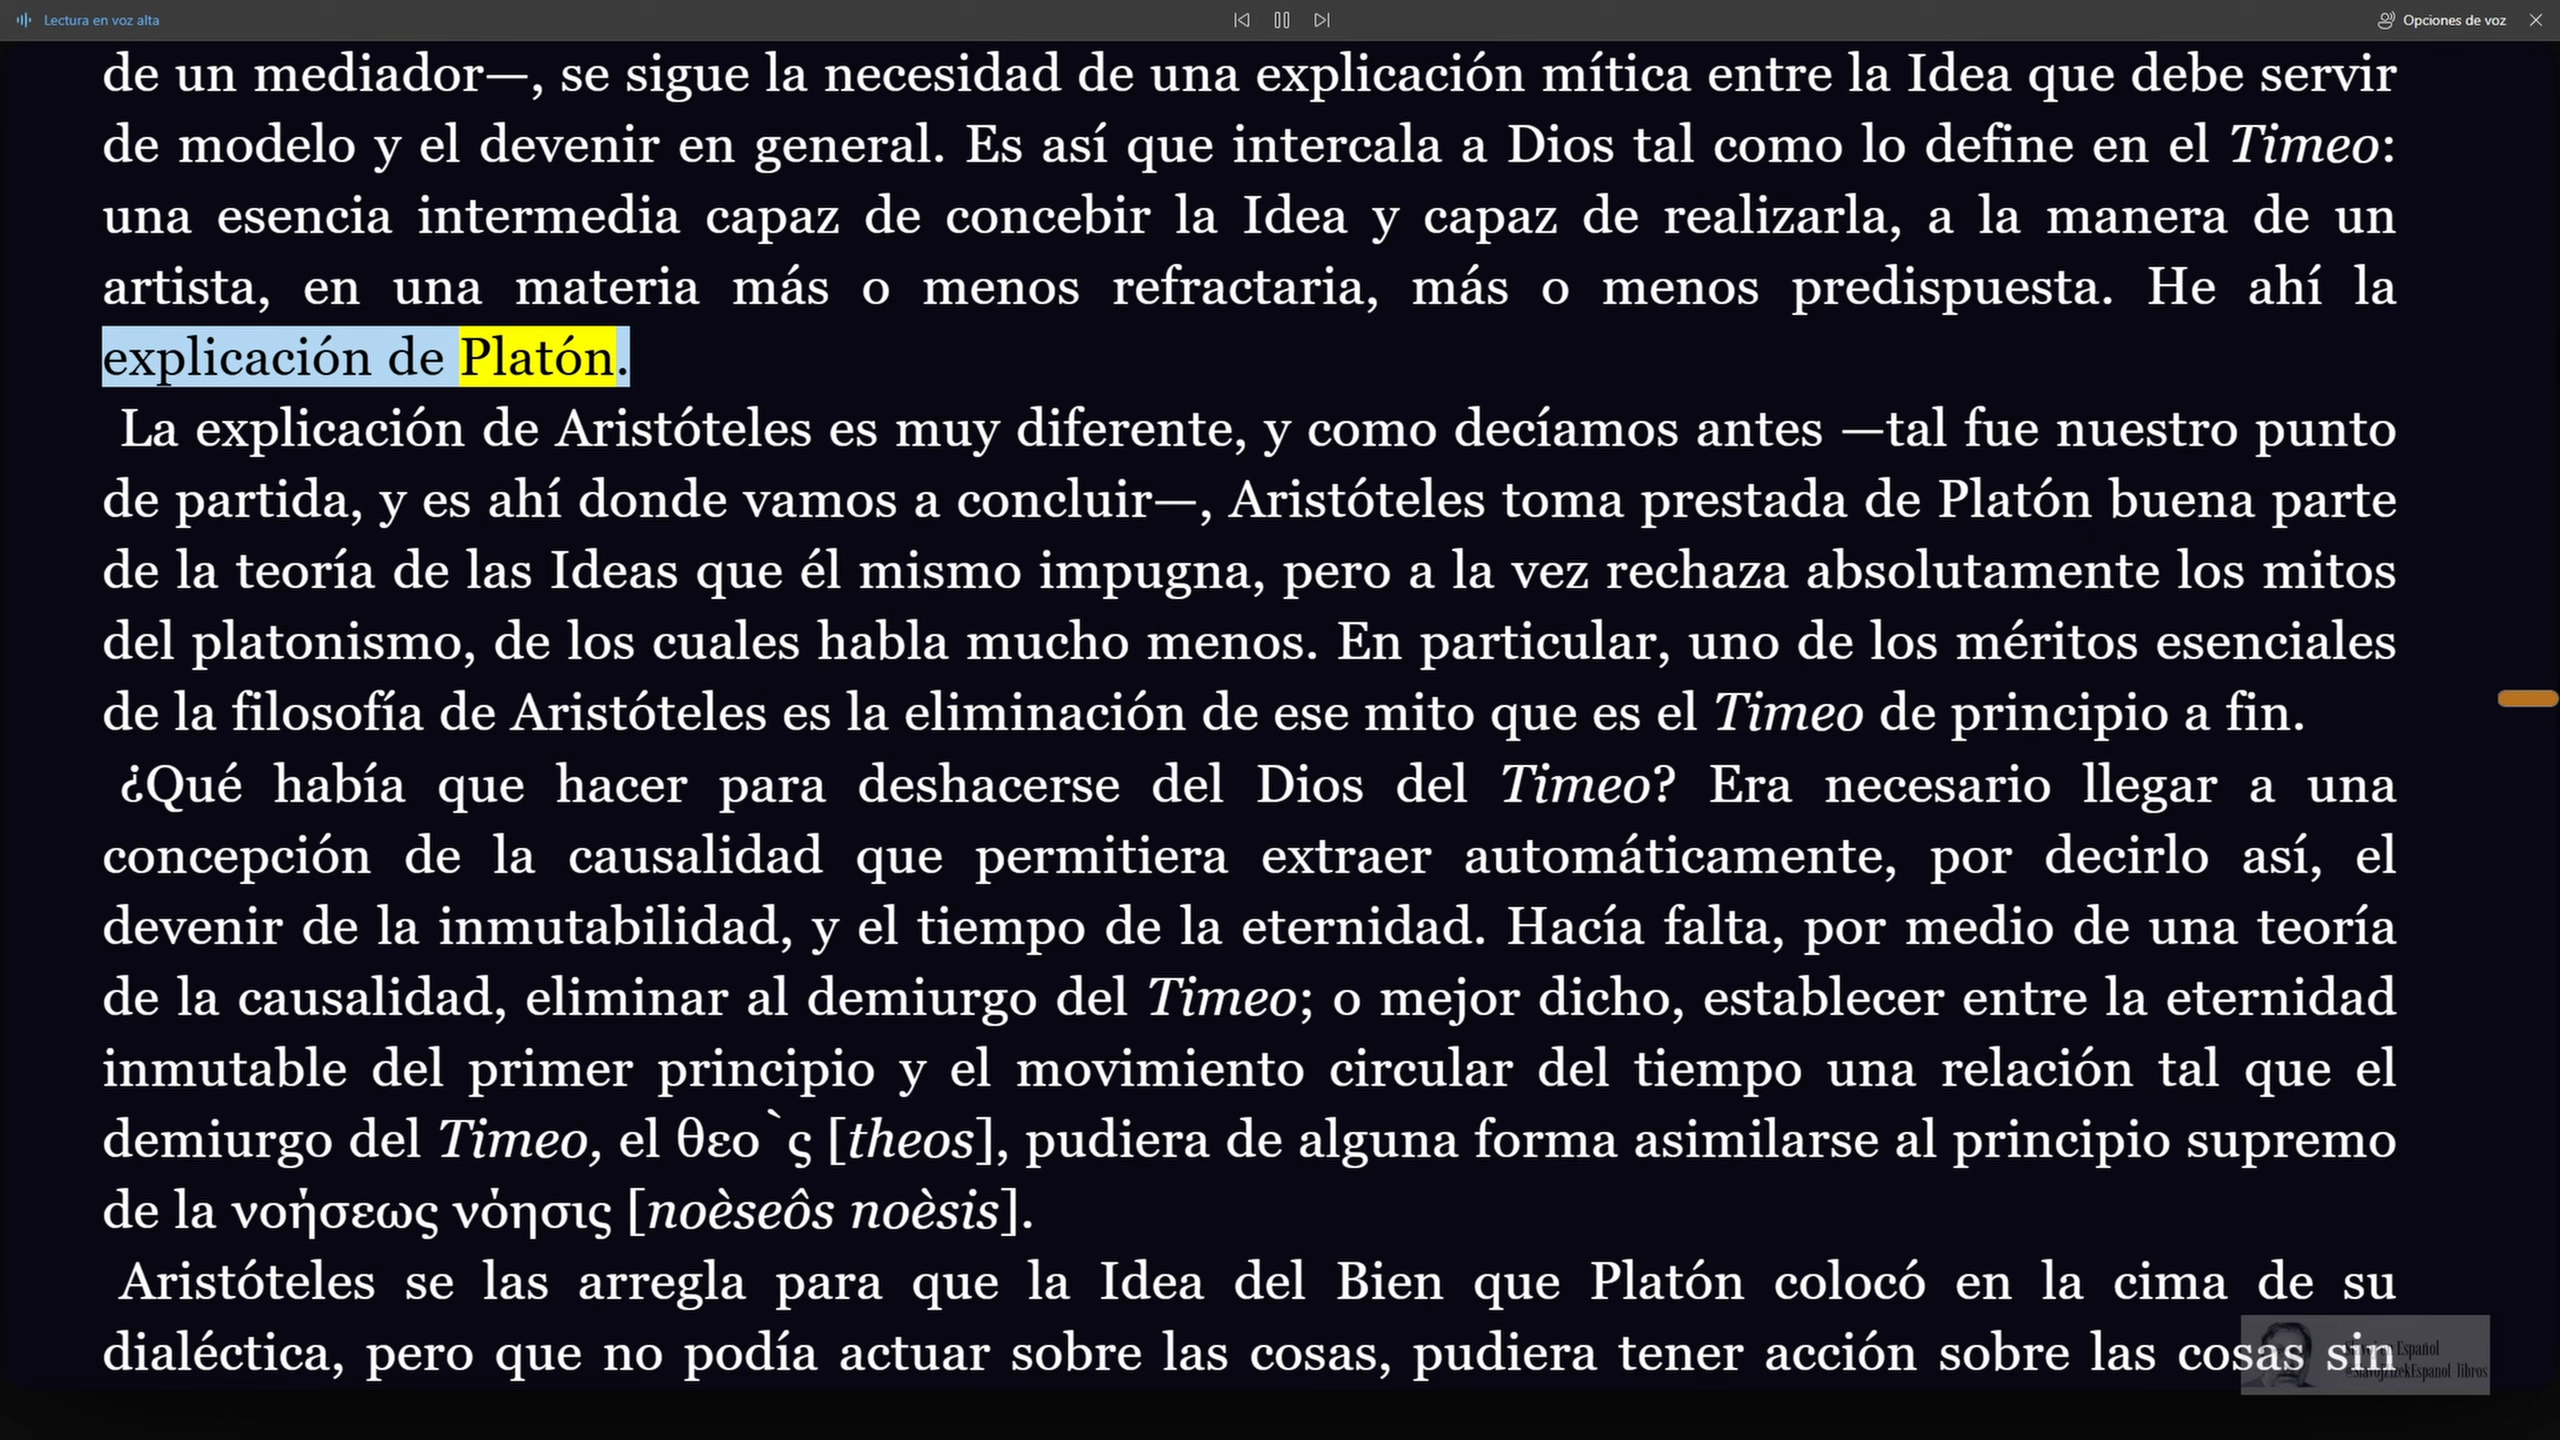 Lectura en voz alta
Opciones de voz
de un mediador—, se sigue la necesidad de una explicación mítica entre la Idea que debe servir
de modelo y el devenir en general. Es así que intercala a Dios tal como lo define en el Timeo:
una esencia intermedia capaz de concebir la Idea y capaz de realizarla, a la manera de un
artista, en una materia más o menos refractaria, más o menos predispuesta. He ahí la
explicación de Platón.
La explicación de Aristóteles es muy diferente, y como decíamos antes —tal fue nuestro punto
de partida, y es ahí donde vamos a concluir—, Aristóteles toma prestada de Platón buena parte
de la teoría de las Ideas que él mismo impugna, pero a la vez rechaza absolutamente los mitos
del platonismo, de los cuales habla mucho menos. En particular, uno de los méritos esenciales
de la filosofía de Aristóteles es la eliminación de ese mito que es el Timeo de principio a fin.
¿Qué había que hacer para deshacerse del Dios del Timeo? Era necesario llegar a una
concepción de la causalidad que permitiera extraer automáticamente, por decirlo así, el
devenir de la inmutabilidad, y el tiempo de la eternidad. Hacía falta, por medio de una teoría
de la causalidad, eliminar al demiurgo del Timeo; o mejor dicho, establecer entre la eternidad
inmutable del primer principio y el movimiento circular del tiempo una relación tal que el
demiurgo del Timeo, el θεο`ς [theos], pudiera de alguna forma asimilarse al principio supremo
de la νοη̇σεως νο̇ησις [noèseôs noèsis].
Aristóteles se las arregla para que la Idea del Bien que Platón colocó en la cima de su
dialéctica, pero que no podía actuar sobre las cosas, pudiera tener acción sobre las cosas sin
Español
@SlavojZizekEspanol libros